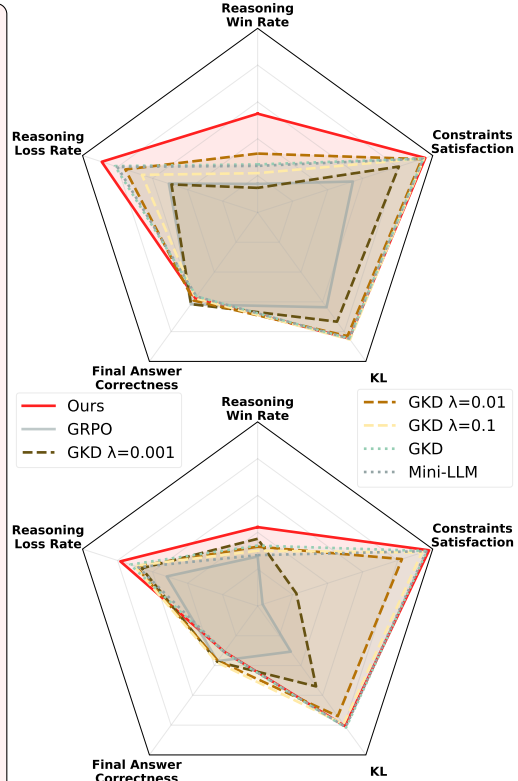 Reasoning
Win Rate
Reasoning
Loss Rate
Constraints
Satisfaction
Final Answer
Correctness
KL
Ours
GRPO
GKD λ=0.001
GKD λ=0.01
GKD λ=0.1
GKD
Mini-LLM
Reasoning
Win Rate
Reasoning
Loss Rate
Constraints
Satisfaction
Final Answer
Correctness
KL